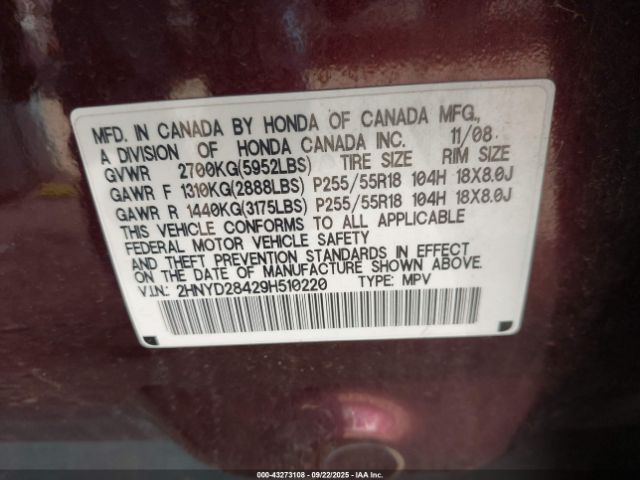 MFD. IN CANADA BY HONDA OF CANADA MFG.,
A DIVISION OF HONDA CANADA INC. 11/08
GVWR 2700KG(5952LBS) TIRE SIZE RIM SIZE
GAWR F 1310KG(2888LBS) P255/55R18 104H 18X8.0J
GAWR R 1440KG(3175LBS) P255/55R18 104H 18X8.0J
THIS VEHICLE CONFORMS TO ALL APPLICABLE
FEDERAL MOTOR VEHICLE SAFETY
AND THEFT PREVENTION STANDARDS IN EFFECT
ON THE DATE OF MANUFACTURE SHOWN ABOVE.
V.I.N.: 2HNYD28429H510220 TYPE: MPV
000-43273108 - 09/22/2025 - IAA Inc.